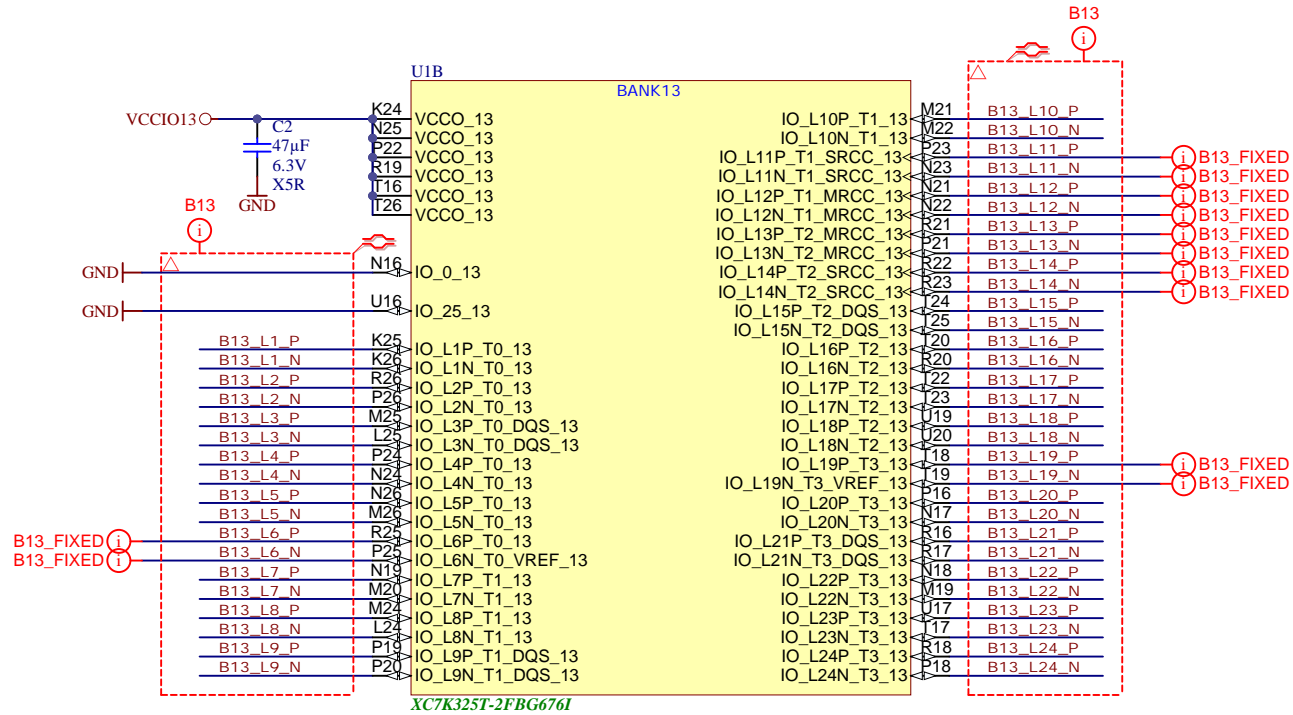 B13
U1B
BANK13
VCCIO13
C2
47µF
6.3V
X5R
GND
K24 VCCO_13
N25 VCCO_13
P22 VCCO_13
R19 VCCO_13
T16 VCCO_13
T26 VCCO_13
B13
GND N16 IO_0_13
GND U16 IO_25_13
B13_L1_P K25 IO_L1P_T0_13
B13_L1_N K26 IO_L1N_T0_13
B13_L2_P R26 IO_L2P_T0_13
B13_L2_N P26 IO_L2N_T0_13
B13_L3_P M25 IO_L3P_T0_DQS_13
B13_L3_N L25 IO_L3N_T0_DQS_13
B13_L4_P P24 IO_L4P_T0_13
B13_L4_N N24 IO_L4N_T0_13
B13_L5_P N26 IO_L5P_T0_13
B13_L5_N M26 IO_L5N_T0_13
B13_FIXED i B13_L6_P R25 IO_L6P_T0_13
B13_FIXED i B13_L6_N P25 IO_L6N_T0_VREF_13
B13_L7_P N19 IO_L7P_T1_13
B13_L7_N M20 IO_L7N_T1_13
B13_L8_P M24 IO_L8P_T1_13
B13_L8_N L24 IO_L8N_T1_13
B13_L9_P P19 IO_L9P_T1_DQS_13
B13_L9_N P20 IO_L9N_T1_DQS_13
IO_L10P_T1_13 M21 B13_L10_P
IO_L10N_T1_13 M22 B13_L10_N
IO_L11P_T1_SRCC_13 P23 B13_L11_P i B13_FIXED
IO_L11N_T1_SRCC_13 N23 B13_L11_N i B13_FIXED
IO_L12P_T1_MRCC_13 N21 B13_L12_P i B13_FIXED
IO_L12N_T1_MRCC_13 N22 B13_L12_N i B13_FIXED
IO_L13P_T2_MRCC_13 R21 B13_L13_P i B13_FIXED
IO_L13N_T2_MRCC_13 P21 B13_L13_N i B13_FIXED
IO_L14P_T2_SRCC_13 R22 B13_L14_P i B13_FIXED
IO_L14N_T2_SRCC_13 R23 B13_L14_N i B13_FIXED
IO_L15P_T2_DQS_13 T24 B13_L15_P
IO_L15N_T2_DQS_13 T25 B13_L15_N
IO_L16P_T2_13 T20 B13_L16_P
IO_L16N_T2_13 R20 B13_L16_N
IO_L17P_T2_13 T22 B13_L17_P
IO_L17N_T2_13 T23 B13_L17_N
IO_L18P_T2_13 U19 B13_L18_P
IO_L18N_T2_13 U20 B13_L18_N
IO_L19P_T3_13 T18 B13_L19_P i B13_FIXED
IO_L19N_T3_VREF_13 T19 B13_L19_N i B13_FIXED
IO_L20P_T3_13 P16 B13_L20_P
IO_L20N_T3_13 N17 B13_L20_N
IO_L21P_T3_DQS_13 R16 B13_L21_P
IO_L21N_T3_DQS_13 R17 B13_L21_N
IO_L22P_T3_13 N18 B13_L22_P
IO_L22N_T3_13 M19 B13_L22_N
IO_L23P_T3_13 U17 B13_L23_P
IO_L23N_T3_13 T17 B13_L23_N
IO_L24P_T3_13 R18 B13_L24_P
IO_L24N_T3_13 P18 B13_L24_N
XC7K325T-2FBG676I